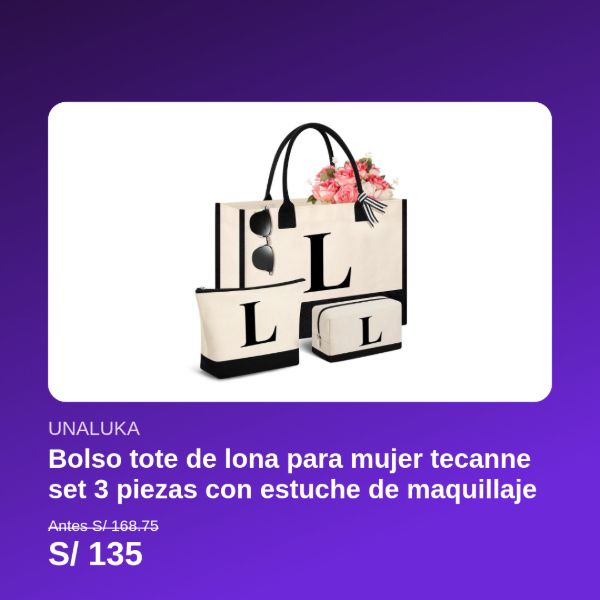 L
L
L
UNALUKA
Bolso tote de lona para mujer tecanne
set 3 piezas con estuche de maquillaje
Antes S/ 168.75
S/ 135